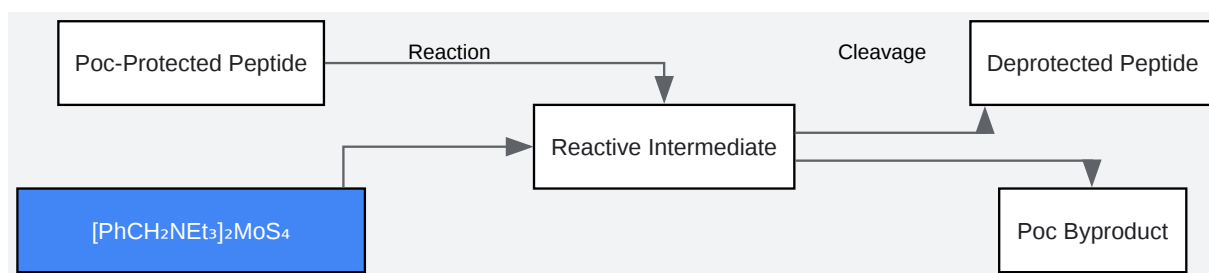 Poc-Protected Peptide
Reaction
Cleavage
Deprotected Peptide
Reactive Intermediate
[PhCH₂NEt₃]₂MoS₄
Poc Byproduct